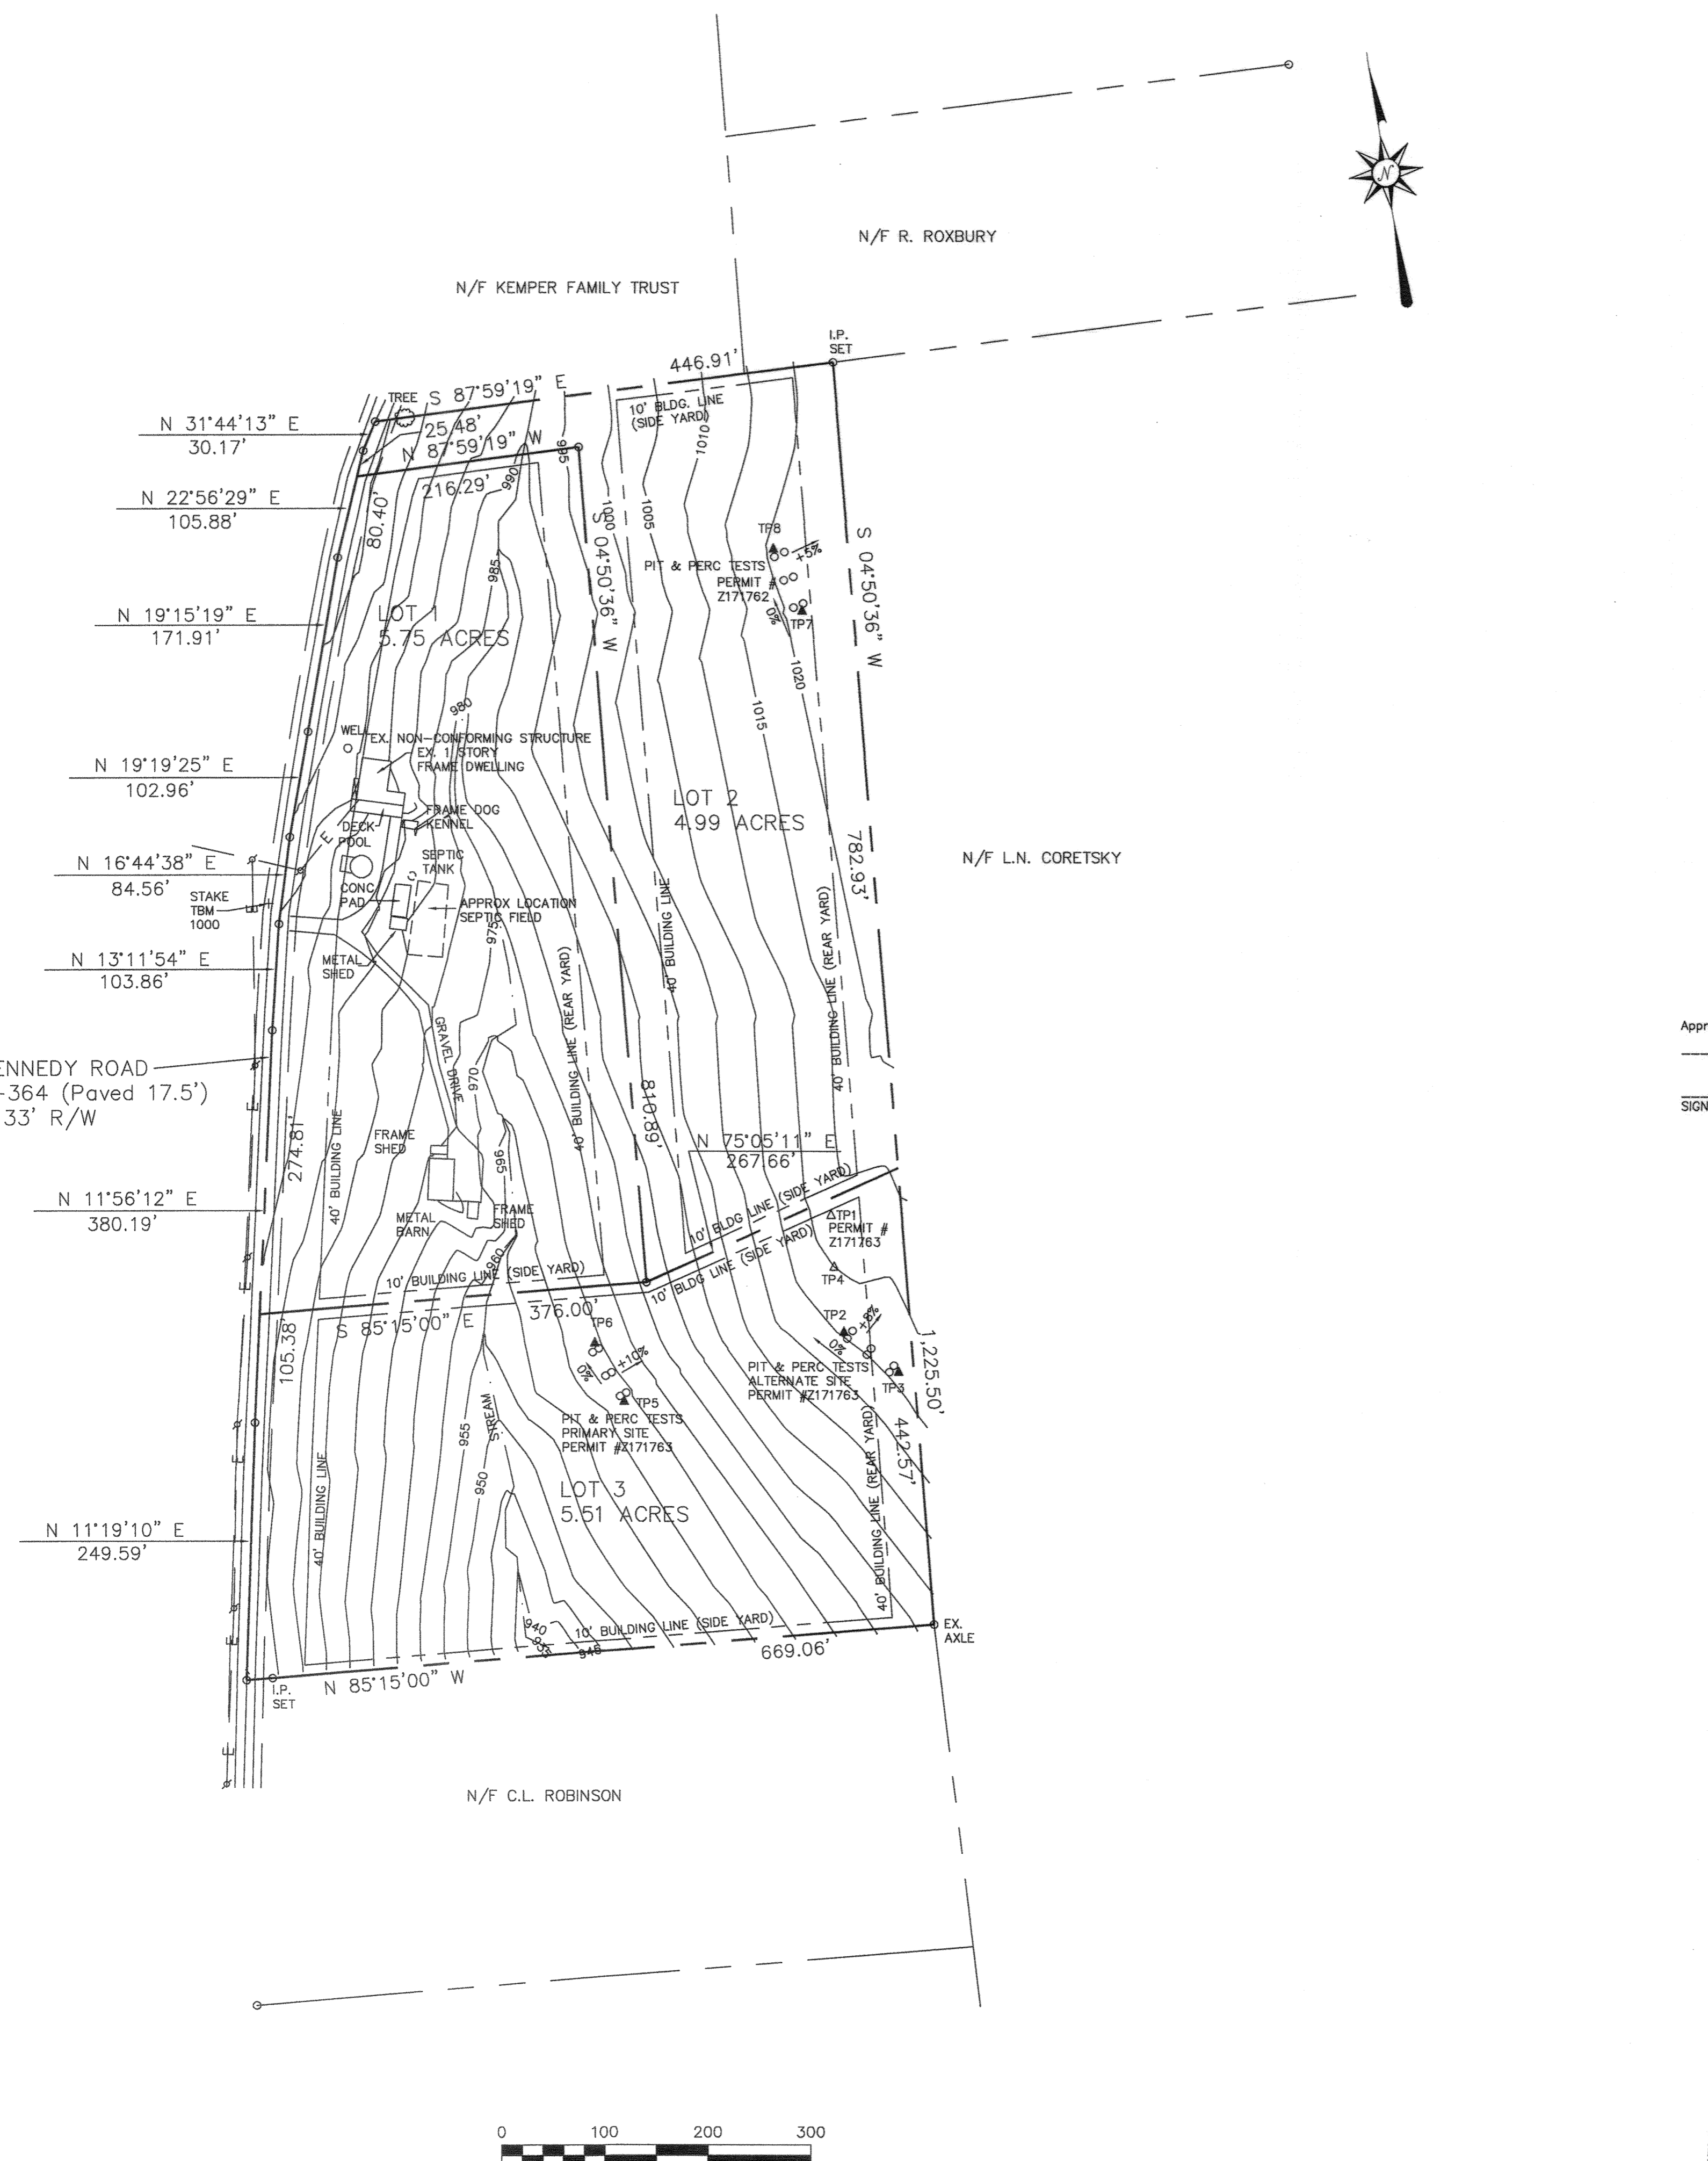 N/F R. ROXBURY
N/F KEMPER FAMILY TRUST
I.P.
SET
446.91'
TREE
S 87°59'19" E
10' BLDG. LINE
(SIDE YARD)
N 31°44'13" E
30.17'
25.48'
N 87°59'19" W
216.29'
N 22°56'29" E
105.88'
80.40'
990
995
1000
1005
1010
S 04°50'36" W
S 04°50'36" W
TP8
+5%
PIT & PERC TESTS
PERMIT #
Z171762
0%
TP7
985
LOT 1
5.75 ACRES
N 19°15'19" E
171.91'
1020
1015
980
WELL
EX. NON-CONFORMING STRUCTURE
EX. 1 STORY
FRAME DWELLING
N 19°19'25" E
102.96'
LOT 2
4.99 ACRES
FRAME DOG
KENNEL
DECK
POOL
E
SEPTIC
TANK
782.93'
N/F L.N. CORETSKY
N 16°44'38" E
84.56'
STAKE
TBM
1000
E
CONC
PAD
APPROX LOCATION
SEPTIC FIELD
975
40' BUILDING LINE
40' BUILDING LINE (REAR YARD)
40' BUILDING LINE (REAR YARD)
METAL
SHED
N 13°11'54" E
103.86'
GRAVEL DRIVE
970
Appr
SIGN
ENNEDY ROAD
-364 (Paved 17.5')
33' R/W
E
274.81'
40' BUILDING LINE
FRAME
SHED
965
810.89'
N 75°05'11" E
267.66'
10' BLDG LINE (SIDE YARD)
10' BLDG LINE (SIDE YARD)
N 11°56'12" E
380.19'
METAL
BARN
FRAME
SHED
TP1
PERMIT #
Z171763
TP4
960
E
10' BUILDING LINE (SIDE YARD)
376.00'
S 85°15'00" E
105.38'
TP6
+10%
0%
TP5
TP2
+8%
0%
TP3
PIT & PERC TESTS
ALTERNATE SITE
PERMIT #Z171763
1,225.50'
442.57'
PIT & PERC TESTS
PRIMARY SITE
PERMIT #Z171763
STREAM
955
950
E
40' BUILDING LINE
LOT 3
5.51 ACRES
40' BUILDING LINE (REAR YARD)
N 11°19'10" E
249.59'
940
935
945
10' BUILDING LINE (SIDE YARD)
669.06'
EX.
AXLE
E
N 85°15'00" W
I.P.
SET
E
N/F C.L. ROBINSON
N
0 100 200 300